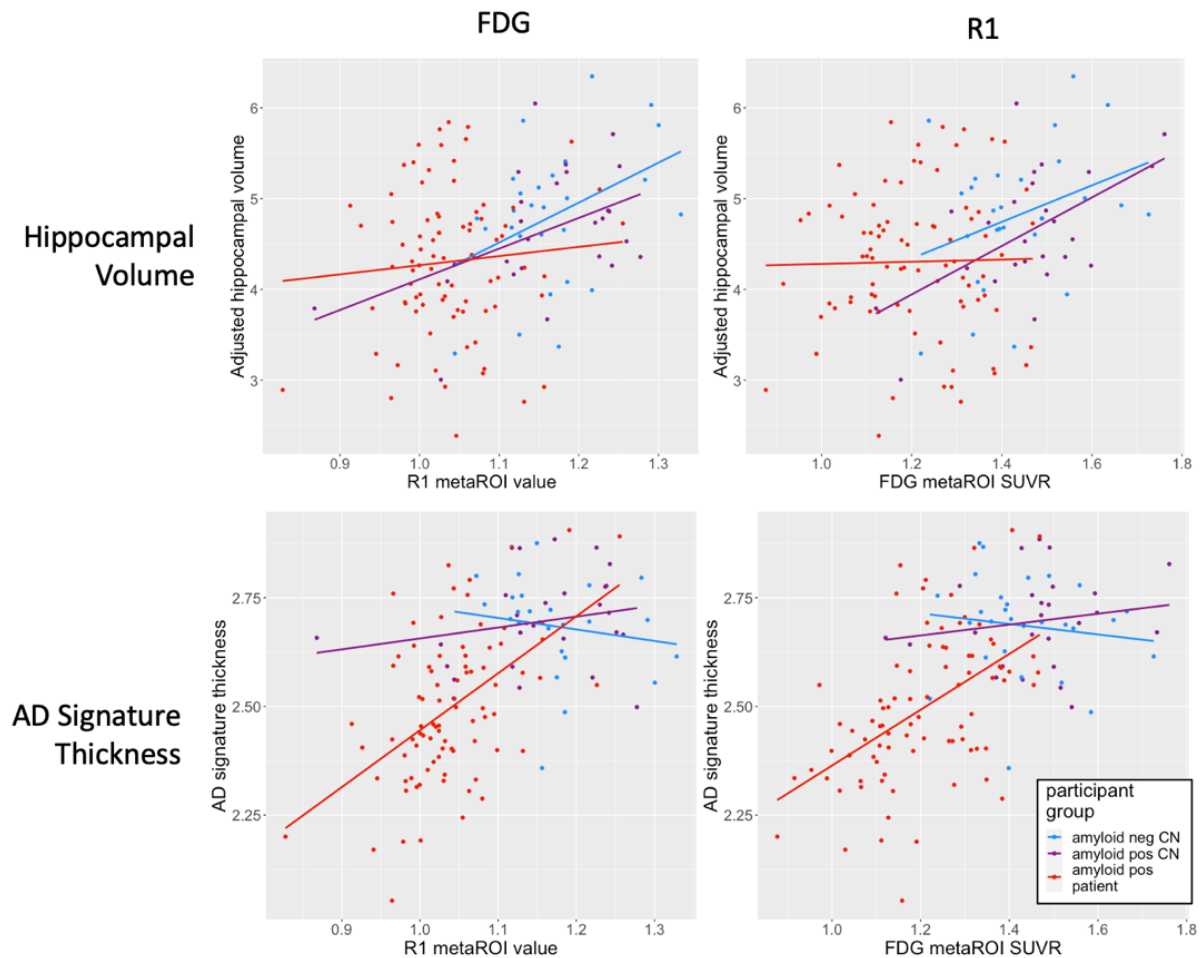 FDG
R1
Hippocampal
Volume
Adjusted hippocampal volume
6
5
4
3
0.9 1.0 1.1 1.2 1.3
R1 metaROI value
Adjusted hippocampal volume
6
5
4
3
1.0 1.2 1.4 1.6 1.8
FDG metaROI SUVR
AD Signature
Thickness
AD signature thickness
2.75
2.50
2.25
0.9 1.0 1.1 1.2 1.3
R1 metaROI value
AD signature thickness
2.75
2.50
2.25
1.0 1.2 1.4 1.6 1.8
FDG metaROI SUVR
participant
group
amyloid neg CN
amyloid pos CN
amyloid pos
patient